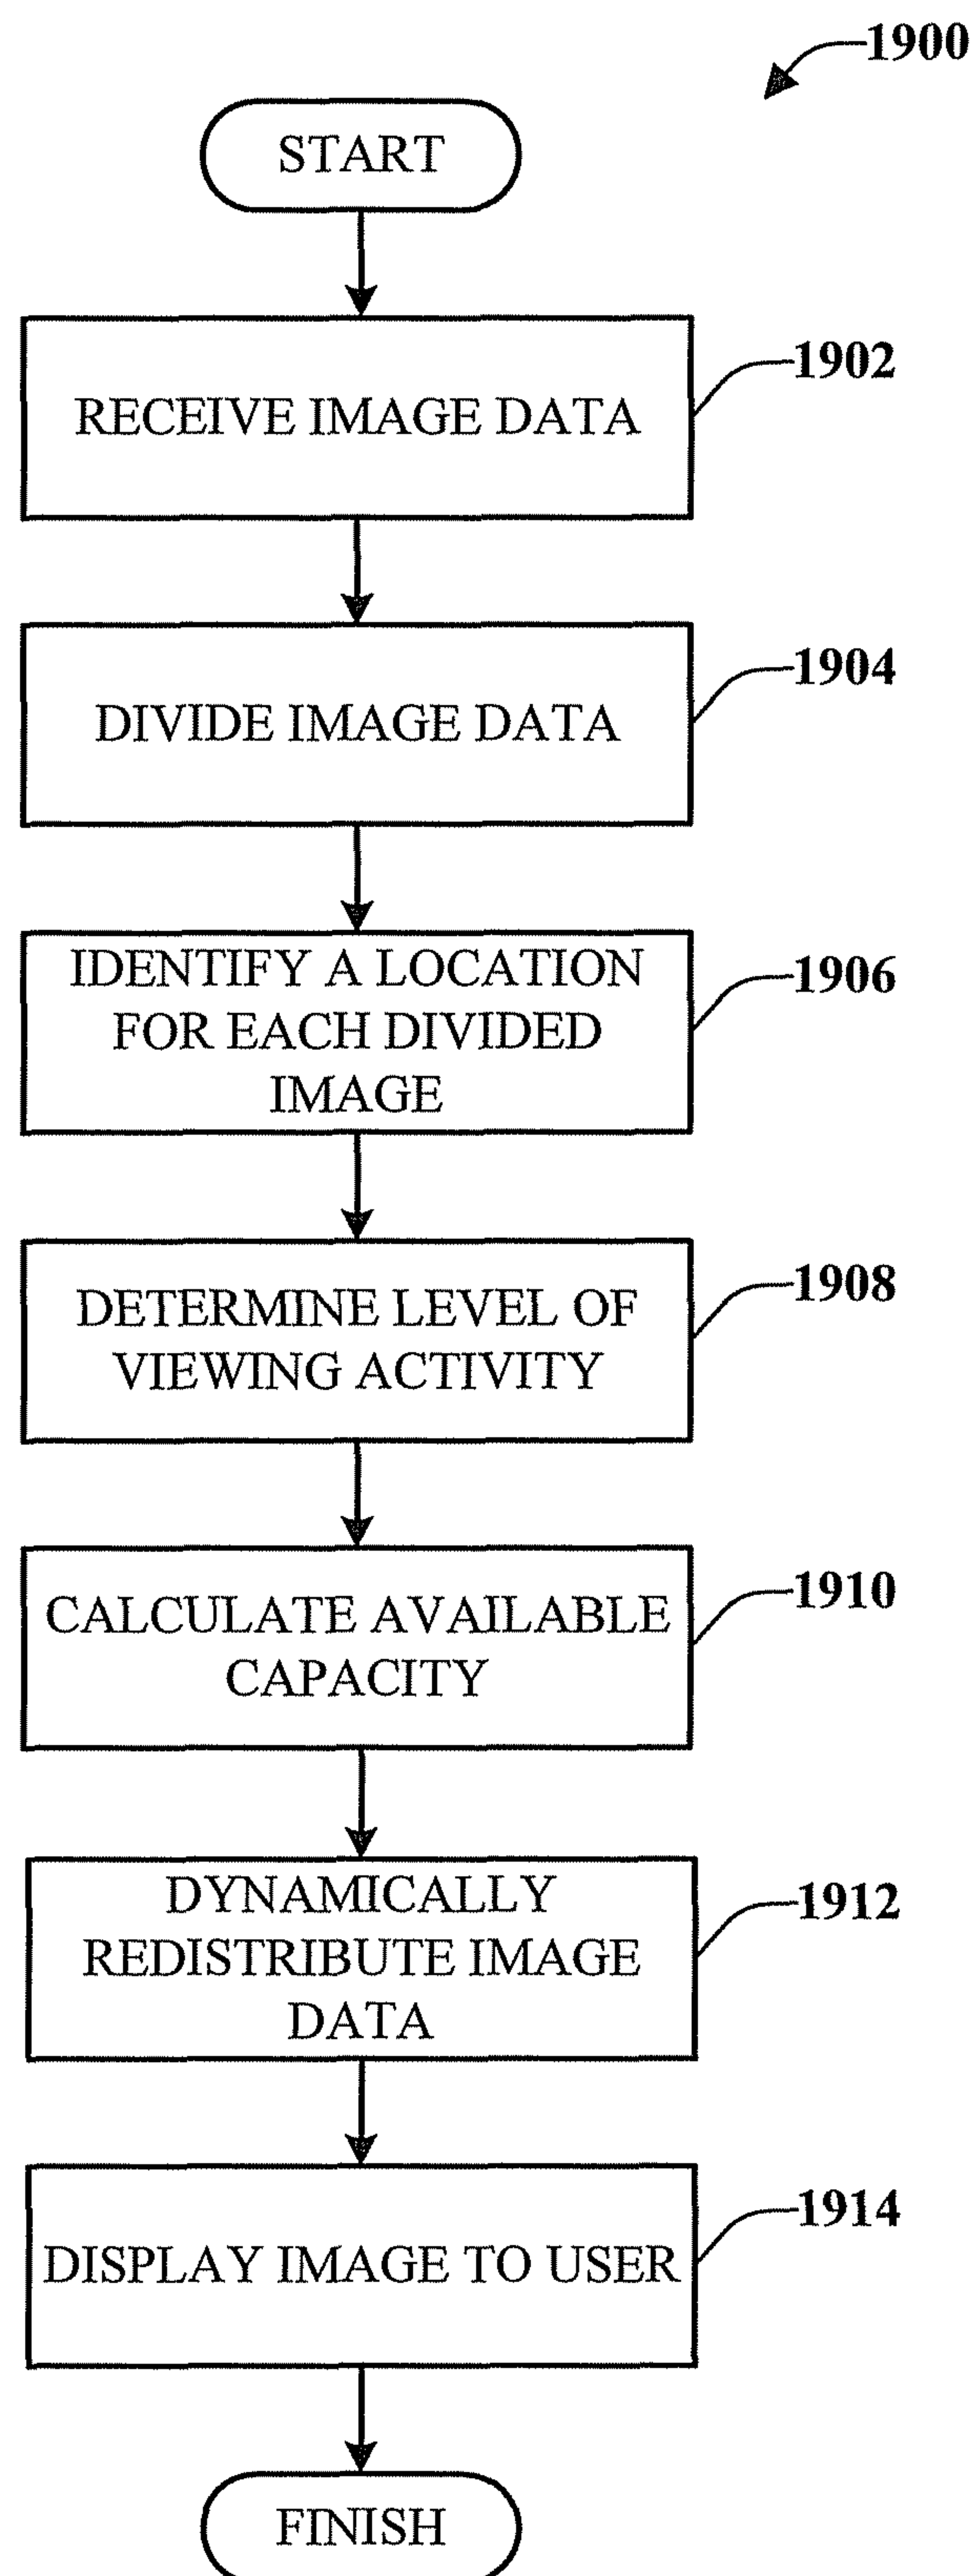 1900
START
1902
RECEIVE IMAGE DATA
1904
DIVIDE IMAGE DATA
1906
IDENTIFY A LOCATION
FOR EACH DIVIDED
IMAGE
1908
DETERMINE LEVEL OF
VIEWING ACTIVITY
1910
CALCULATE AVAILABLE
CAPACITY
1912
DYNAMICALLY
REDISTRIBUTE IMAGE
DATA
1914
DISPLAY IMAGE TO USER
FINISH